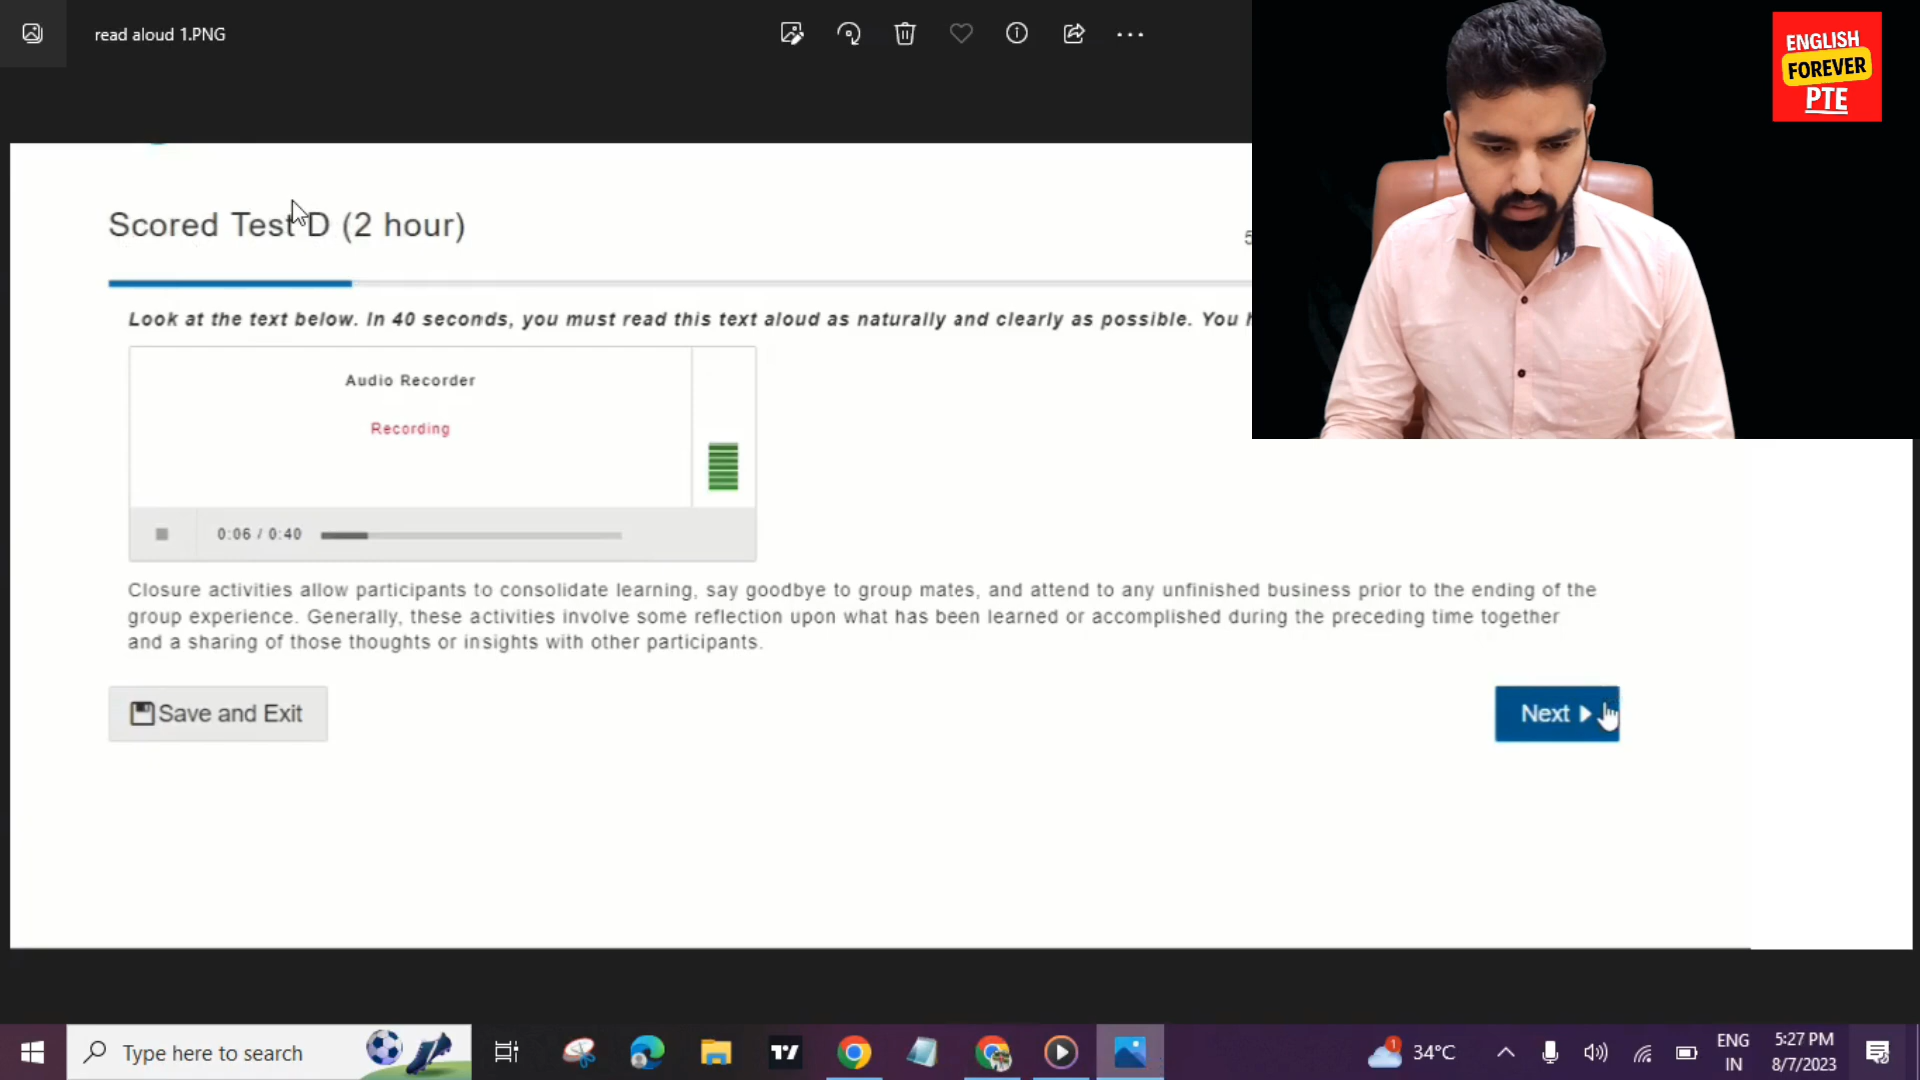 read aloud 1.PNG
ENGLISH
FOREVER
PTE
Scored Test D (2 hour)
5
Look at the text below. In 40 seconds, you must read this text aloud as naturally and clearly as possible. You h
Audio Recorder
Recording
0:06 / 0:40
Closure activities allow participants to consolidate learning, say goodbye to group mates, and attend to any unfinished business prior to the ending of the
group experience. Generally, these activities involve some reflection upon what has been learned or accomplished during the preceding time together
and a sharing of those thoughts or insights with other participants.
Save and Exit
Next
Type here to search
1
34°C
ENG
IN
5:27 PM
8/7/2023